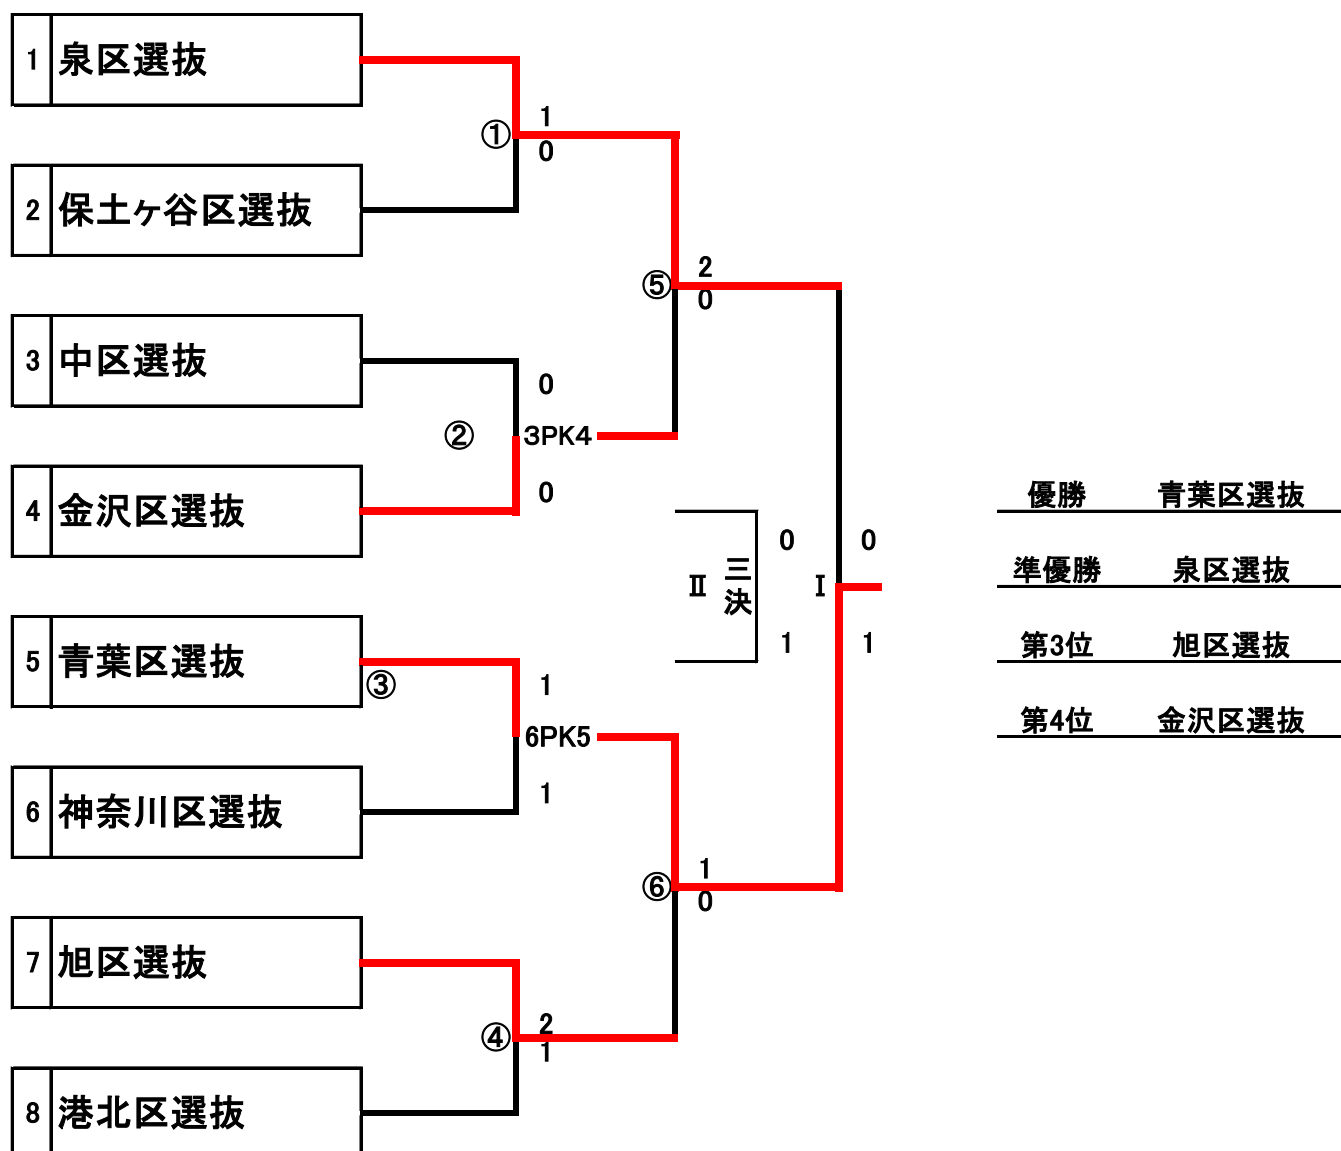 1 泉区選抜
1
①
0
2 保土ヶ谷区選抜
2
⑤
0
3 中区選抜
0
② 3PK4
0
4 金沢区選抜
優勝 青葉区選抜
0 0
三決
Ⅱ Ⅰ
準優勝 泉区選抜
1 1
第3位 旭区選抜
5 青葉区選抜
③
1
6PK5
第4位 金沢区選抜
1
6 神奈川区選抜
1
⑥
0
7 旭区選抜
2
④
1
8 港北区選抜